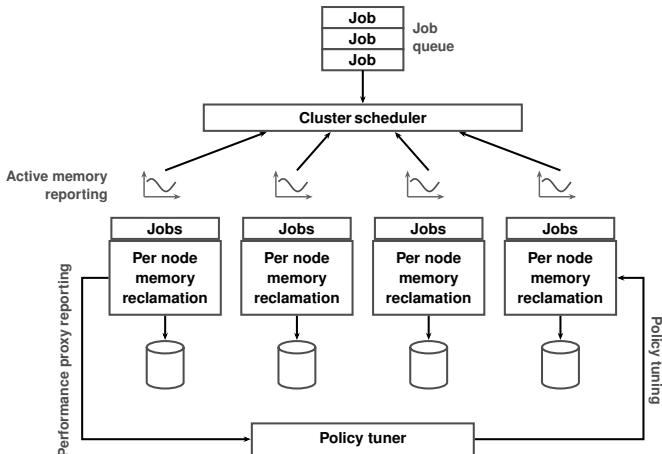 Job
Job
Job
Job
queue
Cluster scheduler
Active memory
reporting
Jobs
Jobs
Jobs
Jobs
Per node
memory
reclamation
Per node
memory
reclamation
Per node
memory
reclamation
Per node
memory
reclamation
Performance proxy reporting
Policy tuning
Policy tuner